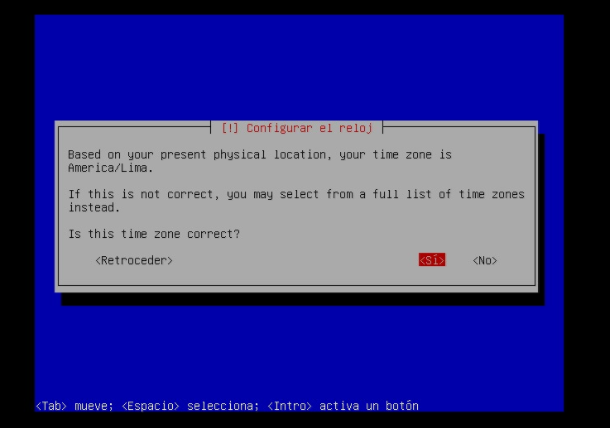 [!] Configurar el reloj
Based on your present physical location, your time zone is
America/Lima.
If this is not correct, you may select from a full list of time zones
instead.
Is this time zone correct?
<Retroceder> <Sí> <No>
<Tab> mueve; <Espacio> selecciona; <Intro> activa un botón